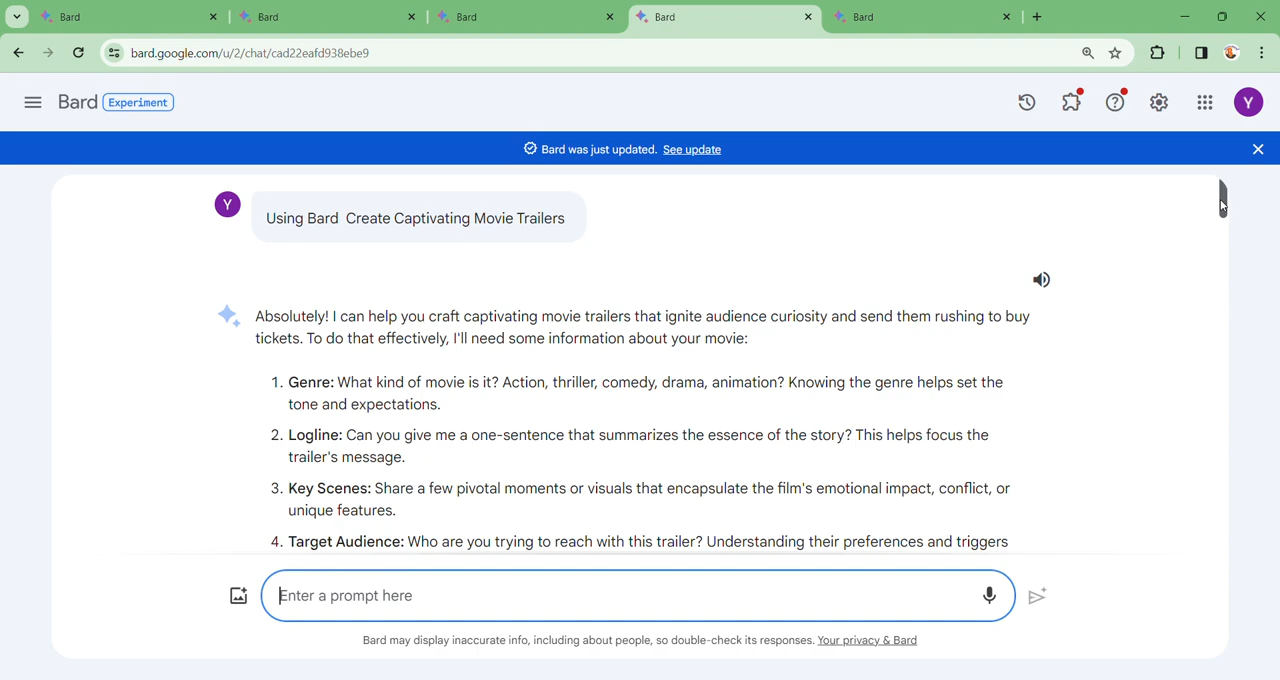 Bard
Bard
Bard
Bard
Bard
bard.google.com/u/2/chat/cad22eafd938ebe9
Bard Experiment
Y
Bard was just updated. See update
Y
Using Bard  Create Captivating Movie Trailers
Absolutely! I can help you craft captivating movie trailers that ignite audience curiosity and send them rushing to buy
tickets. To do that effectively, I'll need some information about your movie:
1. Genre: What kind of movie is it? Action, thriller, comedy, drama, animation? Knowing the genre helps set the
tone and expectations.
2. Logline: Can you give me a one-sentence that summarizes the essence of the story? This helps focus the
trailer's message.
3. Key Scenes: Share a few pivotal moments or visuals that encapsulate the film's emotional impact, conflict, or
unique features.
4. Target Audience: Who are you trying to reach with this trailer? Understanding their preferences and triggers
Enter a prompt here
Bard may display inaccurate info, including about people, so double-check its responses. Your privacy & Bard